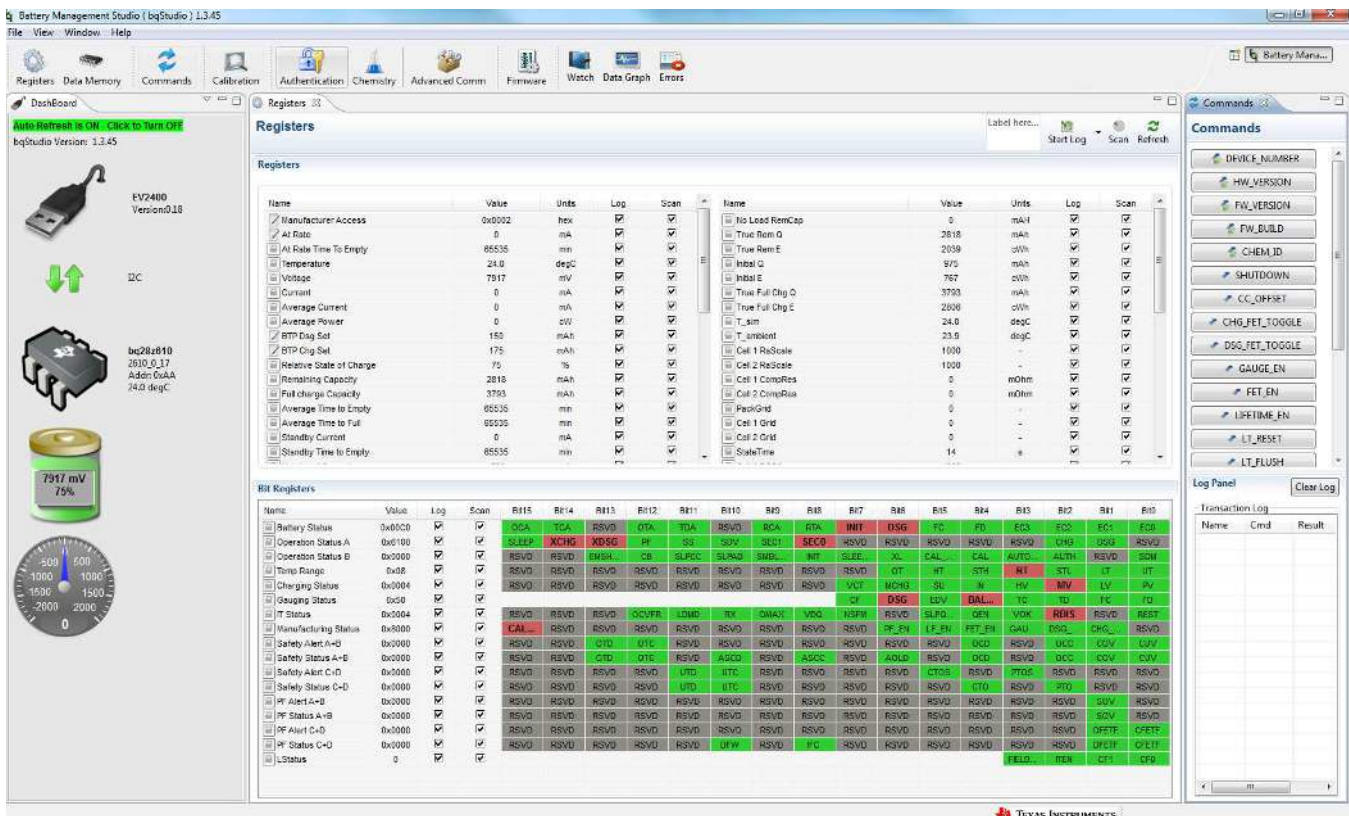 Battery Management Studio ( bqStudio ) 1.3.45
File View Window Help
Registers Data Memory Commands Calibration Authentication Chemistry Advanced Comm Firmware Watch Data Graph Errors
Battery Mana...
DashBoard
Auto Refresh is ON - Click to Turn OFF
bqStudio Version: 1.3.45
EV2400
Version:0.18
I2C
bq28z610
2610_0_17
Addr: 0xAA
24.0 degC
7917 mV
75%
-500 500
1000 1000
1500 1500
-2000 2000
0
Registers
Registers
Label here...
Start Log Scan Refresh
Registers
Name Value Units Log Scan
Manufacturer Access 0x0002 hex
At Rate 0 mA
At Rate Time To Empty 65535 min
Temperature 24.0 degC
Voltage 7917 mV
Current 0 mA
Average Current 0 mA
Average Power 0 cW
BTP Dsg Set 150 mAh
BTP Chg Set 175 mAh
Relative State of Charge 75 %
Remaining Capacity 2818 mAh
Full charge Capacity 3793 mAh
Average Time to Empty 65535 min
Average Time to Full 65535 min
Standby Current 0 mA
Standby Time to Empty 65535 min
Name Value Units Log Scan
No Load RemCap 0 mAH
True Rem Q 2818 mAh
True Rem E 2039 cWh
Initial Q 975 mAh
Initial E 767 cWh
True Full Chg Q 3793 mAh
True Full Chg E 2806 cWh
T_sim 24.0 degC
T_ambient 23.9 degC
Cell 1 RaScale 1000 -
Cell 2 RaScale 1000 -
Cell 1 CompRes 0 mOhm
Cell 2 CompRes 0 mOhm
PackGrid 0 -
Cell 1 Grid 0 -
Cell 2 Grid 0 -
StateTime 14 s
Bit Registers
Name Value Log Scan Bit15 Bit14 Bit13 Bit12 Bit11 Bit10 Bit9 Bit8 Bit7 Bit6 Bit5 Bit4 Bit3 Bit2 Bit1 Bit0
Battery Status 0x00C0 OCA TCA RSVD OTA TDA RSVD RCA RTA INIT DSG FC FD EC3 EC2 EC1 EC0
Operation Status A 0x6100 SLEEP XCHG XDSG PF SS SDV SEC1 SEC0 RSVD RSVD RSVD RSVD RSVD CHG DSG RSVD
Operation Status B 0x0000 RSVD RSVD EMSH... CB SLPCC SLPAD SMBL... INIT SLEE... XL CAL_... CAL AUTO... AUTH RSVD SDM
Temp Range 0x08 RSVD RSVD RSVD RSVD RSVD RSVD RSVD RSVD RSVD OT HT STH RT STL LT UT
Charging Status 0x0004 VCT MCHG SU IN HV MV LV PV
Gauging Status 0x50 CF DSG EDV BAL... TC TD FC FD
IT Status 0x0004 RSVD RSVD RSVD OCVFR LDMD RX QMAX VDQ NSFM RSVD SLPQ... QEN VOK RDIS RSVD REST
Manufacturing Status 0x8000 CAL... RSVD RSVD RSVD RSVD RSVD RSVD RSVD RSVD PF_EN LF_EN FET_EN GAU... DSG_... CHG_... RSVD
Safety Alert A+B 0x0000 RSVD RSVD OTD OTC RSVD RSVD RSVD RSVD RSVD RSVD RSVD OCD RSVD OCC COV CUV
Safety Status A+B 0x0000 RSVD RSVD OTD OTC RSVD ASCD RSVD ASCC RSVD AOLD RSVD OCD RSVD OCC COV CUV
Safety Alert C+D 0x0000 RSVD RSVD RSVD RSVD UTD UTC RSVD RSVD RSVD RSVD CTOS RSVD PTOS RSVD RSVD RSVD
Safety Status C+D 0x0000 RSVD RSVD RSVD RSVD UTD UTC RSVD RSVD RSVD RSVD RSVD CTO RSVD PTO RSVD RSVD
PF Alert A+B 0x0000 RSVD RSVD RSVD RSVD RSVD RSVD RSVD RSVD RSVD RSVD RSVD RSVD RSVD RSVD SOV RSVD
PF Status A+B 0x0000 RSVD RSVD RSVD RSVD RSVD RSVD RSVD RSVD RSVD RSVD RSVD RSVD RSVD RSVD SOV RSVD
PF Alert C+D 0x0000 RSVD RSVD RSVD RSVD RSVD RSVD RSVD RSVD RSVD RSVD RSVD RSVD RSVD RSVD DFETF CFETF
PF Status C+D 0x0000 RSVD RSVD RSVD RSVD RSVD DFW RSVD IFC RSVD RSVD RSVD RSVD RSVD RSVD DFETF CFETF
LStatus 0 FIELD... ITEN CF1 CF0
Commands
Commands
DEVICE_NUMBER
HW_VERSION
FW_VERSION
FW_BUILD
CHEM_ID
SHUTDOWN
CC_OFFSET
CHG_FET_TOGGLE
DSG_FET_TOGGLE
GAUGE_EN
FET_EN
LIFETIME_EN
LT_RESET
LT_FLUSH
Log Panel
Clear Log
Transaction Log
Name Cmd Result
TEXAS INSTRUMENTS